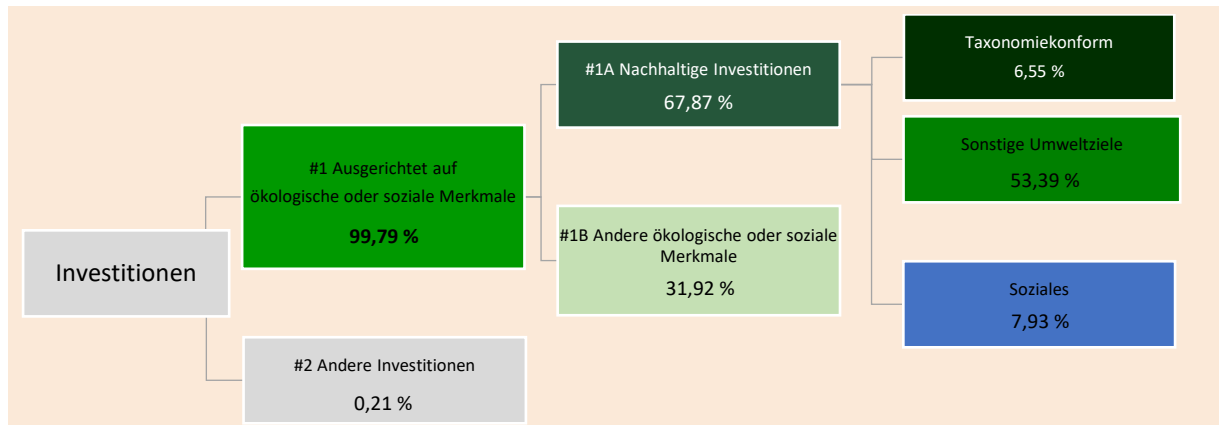 Investitionen
#1 Ausgerichtet auf
ökologische oder soziale Merkmale
99,79 %
#2 Andere Investitionen
0,21 %
#1A Nachhaltige Investitionen
67,87 %
#1B Andere ökologische oder soziale
Merkmale
31,92 %
Taxonomiekonform
6,55 %
Sonstige Umweltziele
53,39 %
Soziales
7,93 %